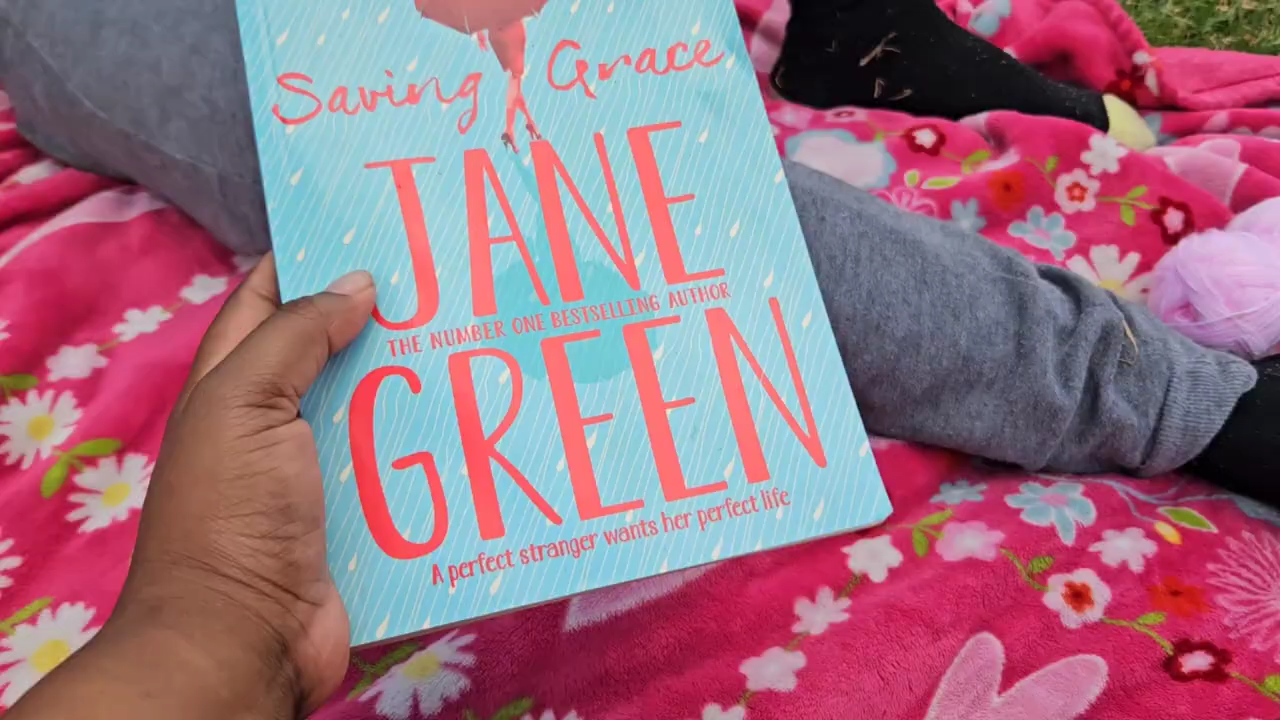 Saving Grace
JANE
THE NUMBER ONE BESTSELLING AUTHOR
GREEN
A perfect stranger wants her perfect life